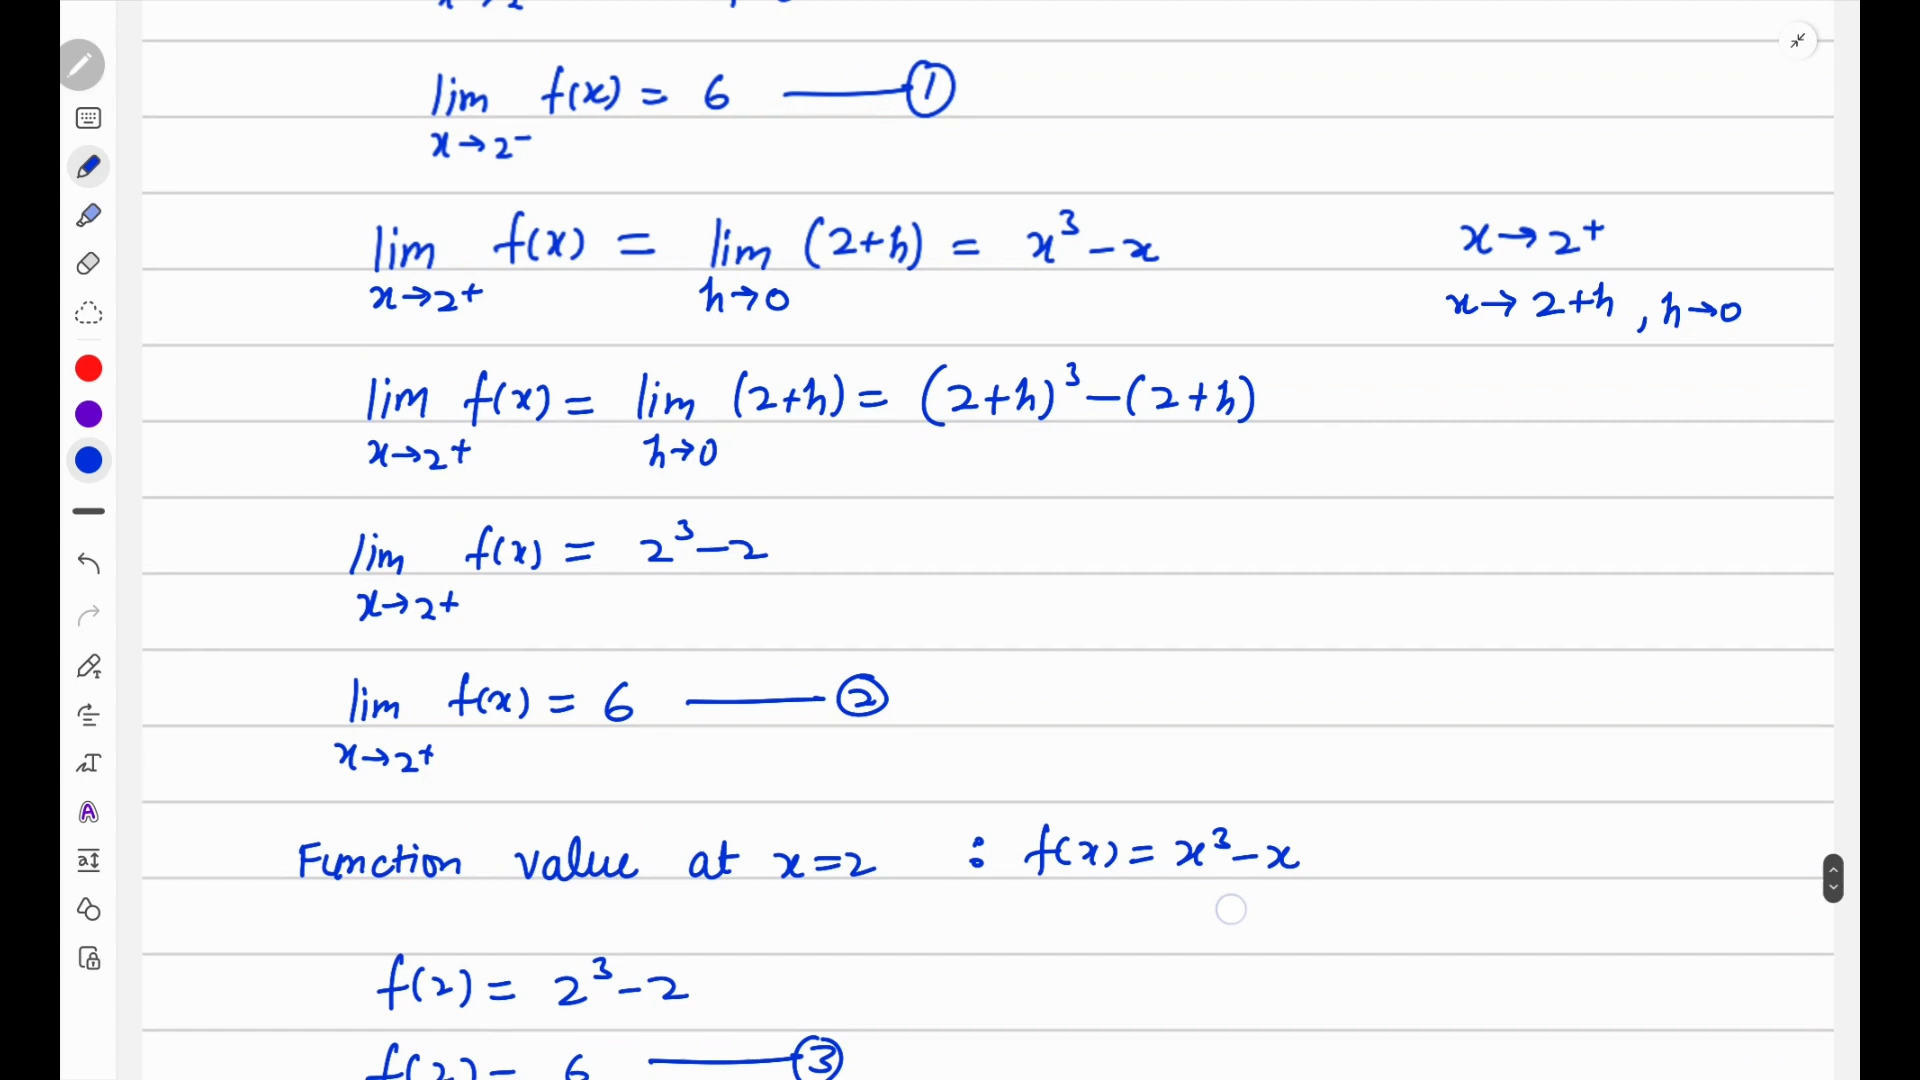 lim f(x) = 6 —— ①
x→2⁻
lim f(x) = lim (2+h) = x³-x
x→2⁺ h→0
x→2⁺
x→2+h , h→0
lim f(x) = lim (2+h) = (2+h)³-(2+h)
x→2⁺ h→0
lim f(x) = 2³-2
x→2⁺
lim f(x) = 6 —— ②
x→2⁺
Function value at x=2 : f(x) = x³-x
f(2) = 2³-2
f(2) = 6 —— ③